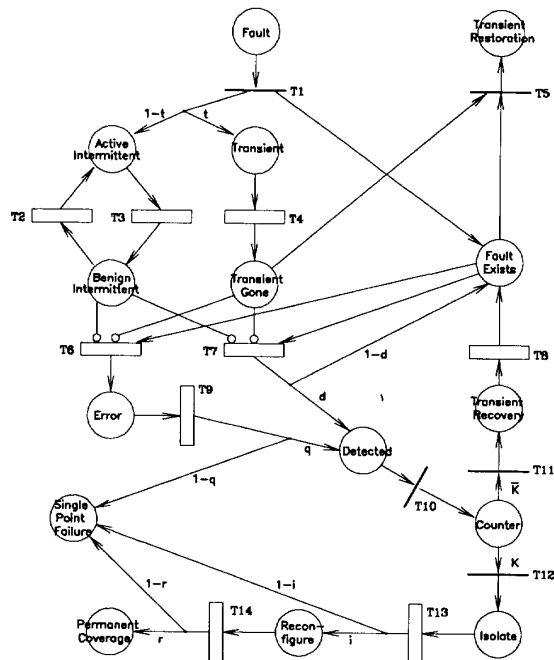 Fault
Transient
Restoration
T1
T5
1-t
t
Active
Intermittent
Transient
T2
T3
T4
Benign
Intermittent
Transient
Gone
Fault
Exists
T6
T7
T8
1-d
d
T9
Error
Transient
Recovery
q
Detected
T11
K̅
1-q
T10
Single
Point
Failure
Counter
K
T12
1-r
1-i
T14
T13
Permanent
Coverage
r
Recon-
figure
i
Isolate